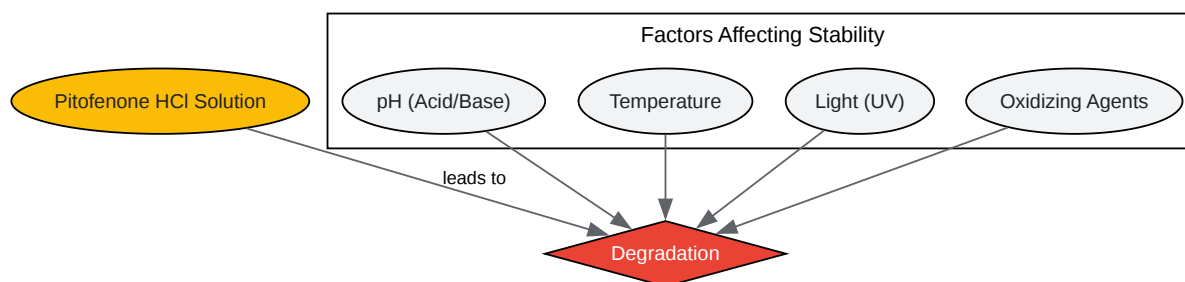 Factors Affecting Stability
Pitofenone HCl Solution
pH (Acid/Base)
Temperature
Light (UV)
Oxidizing Agents
leads to
Degradation